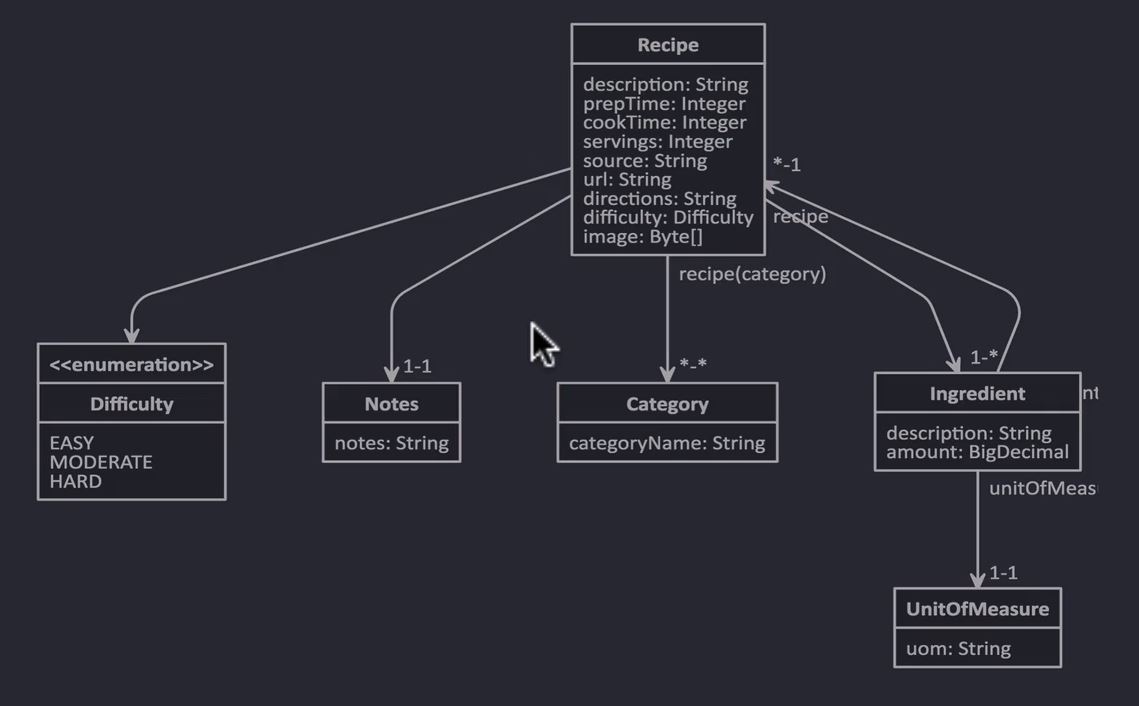 Recipe
description: String
prepTime: Integer
cookTime: Integer
servings: Integer
source: String
url: String
directions: String
difficulty: Difficulty
image: Byte[]
*-1
recipe
recipe(category)
<<enumeration>>
Difficulty
EASY
MODERATE
HARD
1-1
Notes
notes: String
*-*
Category
categoryName: String
1-*
Ingredient
nt
description: String
amount: BigDecimal
unitOfMeas
1-1
UnitOfMeasure
uom: String